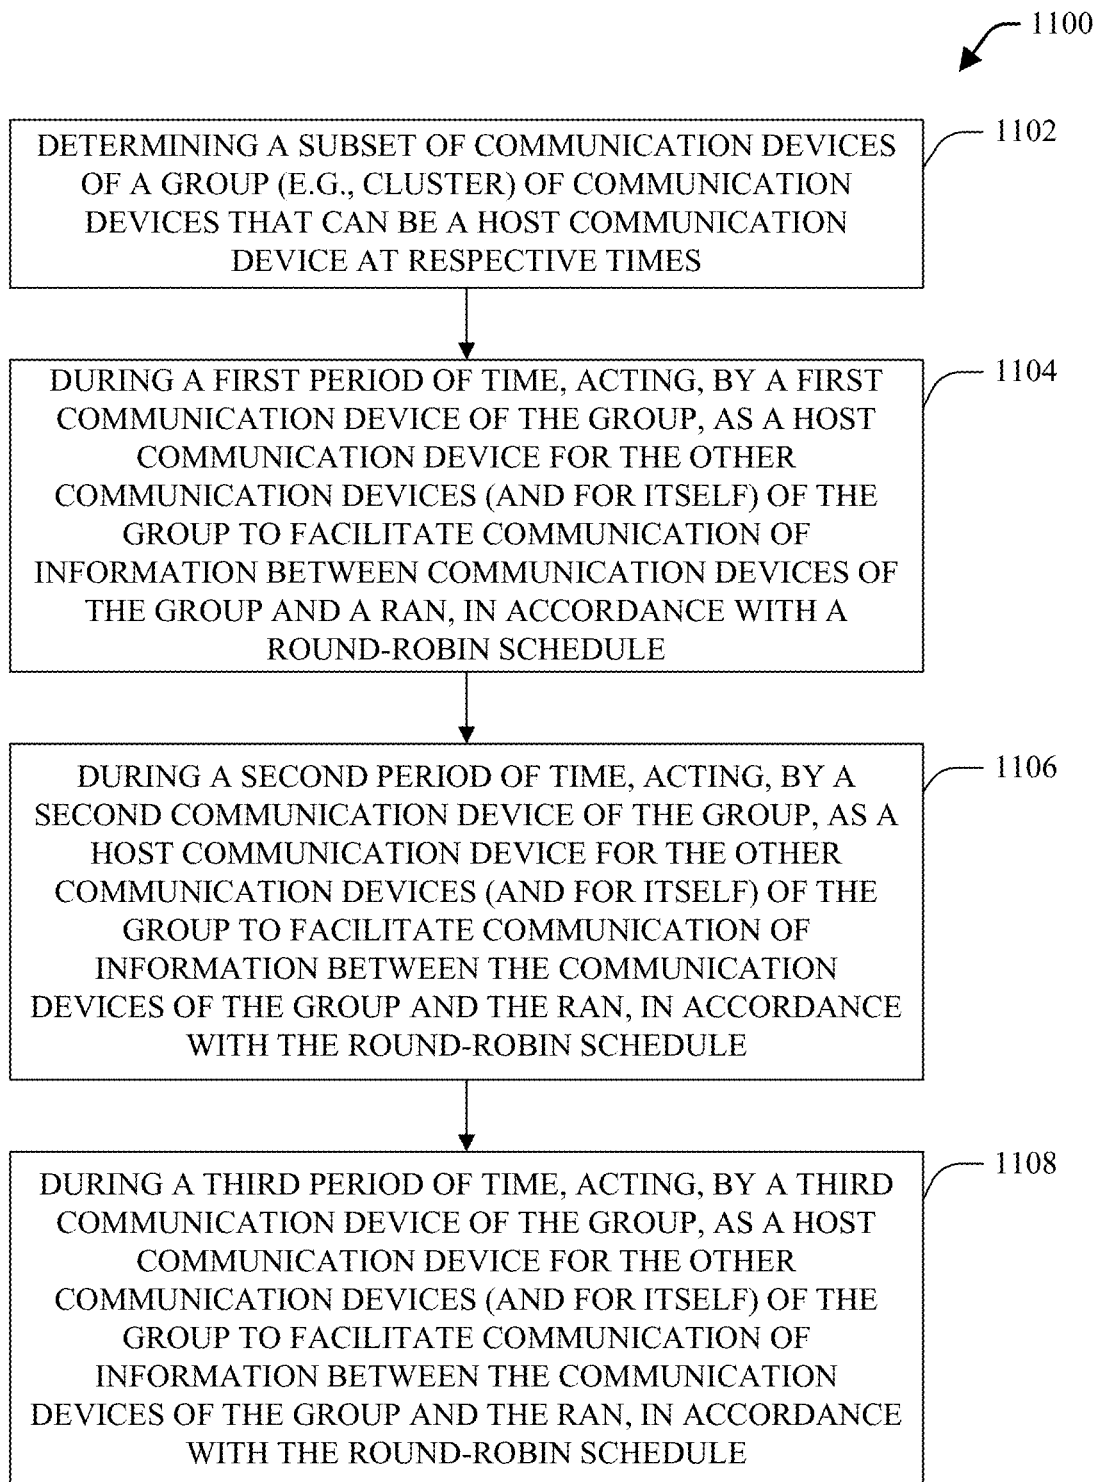 1100
1102
DETERMINING A SUBSET OF COMMUNICATION DEVICES
OF A GROUP (E.G., CLUSTER) OF COMMUNICATION
DEVICES THAT CAN BE A HOST COMMUNICATION
DEVICE AT RESPECTIVE TIMES
1104
DURING A FIRST PERIOD OF TIME, ACTING, BY A FIRST
COMMUNICATION DEVICE OF THE GROUP, AS A HOST
COMMUNICATION DEVICE FOR THE OTHER
COMMUNICATION DEVICES (AND FOR ITSELF) OF THE
GROUP TO FACILITATE COMMUNICATION OF
INFORMATION BETWEEN COMMUNICATION DEVICES OF
THE GROUP AND A RAN, IN ACCORDANCE WITH A
ROUND-ROBIN SCHEDULE
1106
DURING A SECOND PERIOD OF TIME, ACTING, BY A
SECOND COMMUNICATION DEVICE OF THE GROUP, AS A
HOST COMMUNICATION DEVICE FOR THE OTHER
COMMUNICATION DEVICES (AND FOR ITSELF) OF THE
GROUP TO FACILITATE COMMUNICATION OF
INFORMATION BETWEEN THE COMMUNICATION
DEVICES OF THE GROUP AND THE RAN, IN ACCORDANCE
WITH THE ROUND-ROBIN SCHEDULE
1108
DURING A THIRD PERIOD OF TIME, ACTING, BY A THIRD
COMMUNICATION DEVICE OF THE GROUP, AS A HOST
COMMUNICATION DEVICE FOR THE OTHER
COMMUNICATION DEVICES (AND FOR ITSELF) OF THE
GROUP TO FACILITATE COMMUNICATION OF
INFORMATION BETWEEN THE COMMUNICATION
DEVICES OF THE GROUP AND THE RAN, IN ACCORDANCE
WITH THE ROUND-ROBIN SCHEDULE